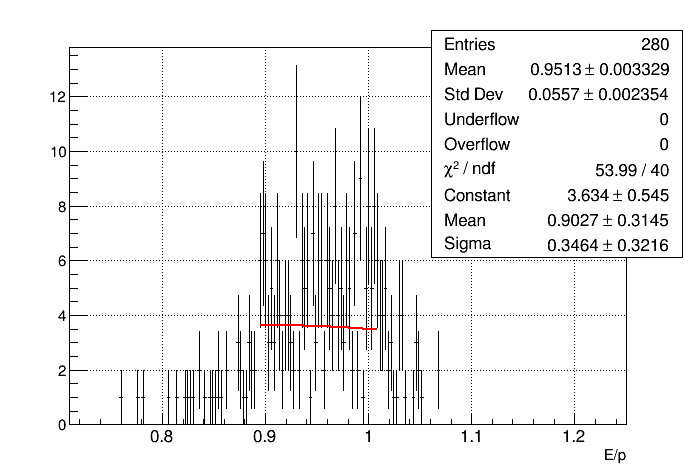 Entries 280
Mean 0.9513 ± 0.003329
Std Dev 0.0557 ± 0.002354
Underflow 0
Overflow 0
χ² / ndf 53.99 / 40
Constant 3.634 ± 0.545
Mean 0.9027 ± 0.3145
Sigma 0.3464 ± 0.3216
12
10
8
6
4
2
0
0.8 0.9 1 1.1 1.2
E/p